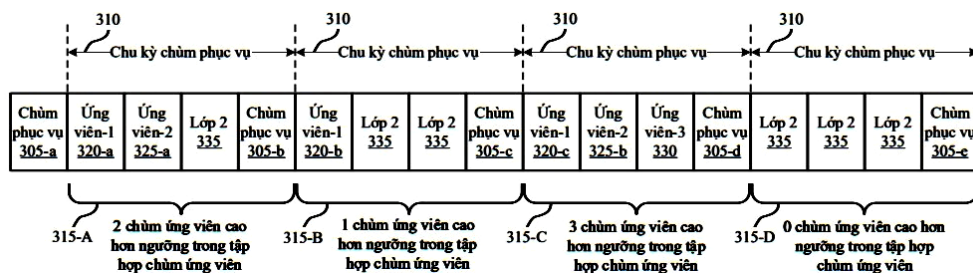 310 310 310 310
Chu kỳ chùm phục vụ Chu kỳ chùm phục vụ Chu kỳ chùm phục vụ Chu kỳ chùm phục vụ
Chùm phục vụ 305-a
Ứng viên-1 320-a
Ứng viên-2 325-a
Lớp 2 335
Chùm phục vụ 305-b
Ứng viên-1 320-b
Lớp 2 335
Lớp 2 335
Chùm phục vụ 305-c
Ứng viên-1 320-c
Ứng viên-2 325-b
Ứng viên-3 330
Chùm phục vụ 305-d
Lớp 2 335
Lớp 2 335
Lớp 2 335
Chùm phục vụ 305-e
315-A
2 chùm ứng viên cao
hơn ngưỡng trong tập
hợp chùm ứng viên
315-B
1 chùm ứng viên cao
hơn ngưỡng trong tập
hợp chùm ứng viên
315-C
3 chùm ứng viên cao
hơn ngưỡng trong tập
hợp chùm ứng viên
315-D
0 chùm ứng viên cao hơn
ngưỡng trong tập hợp
chùm ứng viên